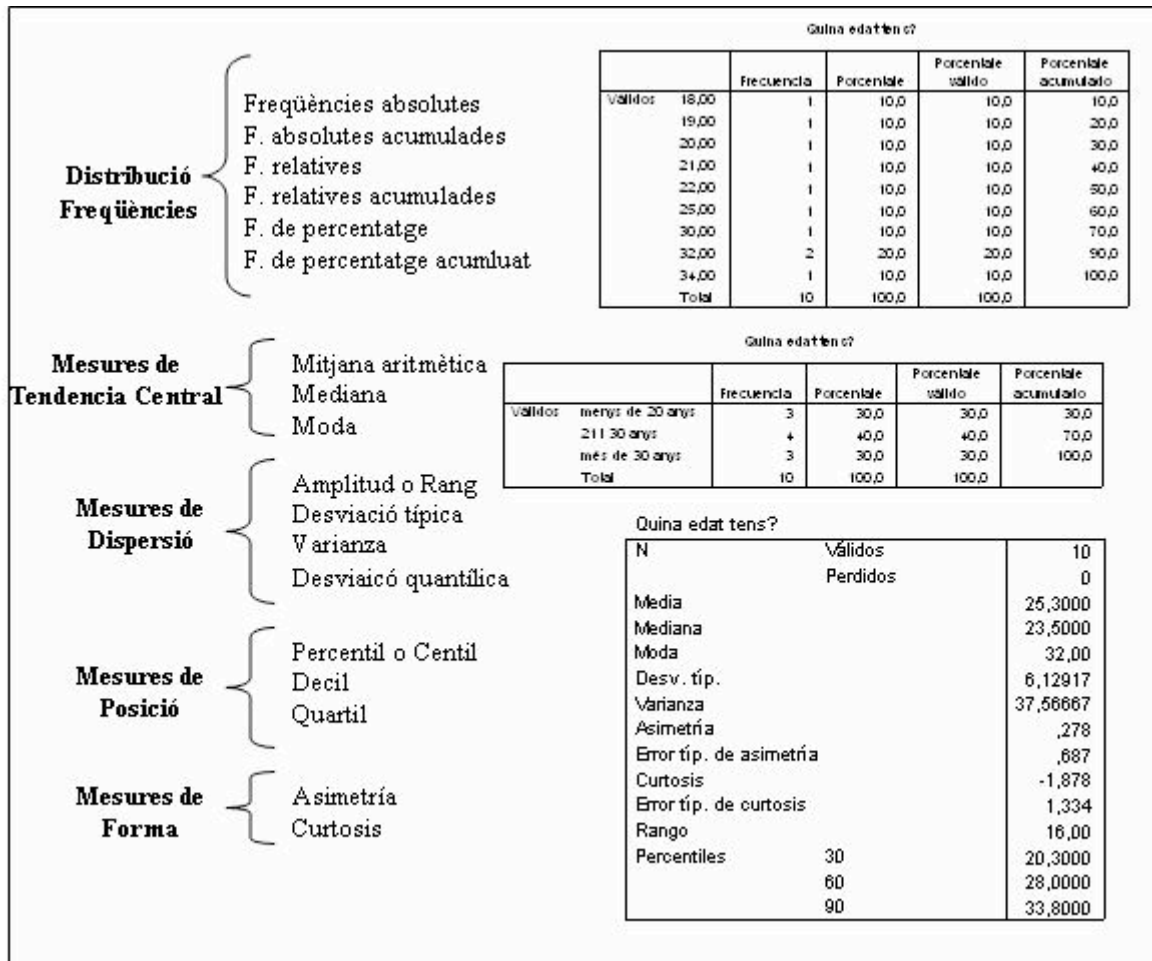 Distribució
Freqüències
Freqüències absolutes
F. absolutes acumulades
F. relatives
F. relatives acumulades
F. de percentatge
F. de percentatge acumluat
Quina edat tens?
Frecuencia Porcentaje Porcentaje válido Porcentaje acumulado
Válidos 18,00 1 10,0 10,0 10,0
19,00 1 10,0 10,0 20,0
20,00 1 10,0 10,0 30,0
21,00 1 10,0 10,0 40,0
22,00 1 10,0 10,0 50,0
25,00 1 10,0 10,0 60,0
30,00 1 10,0 10,0 70,0
32,00 2 20,0 20,0 90,0
34,00 1 10,0 10,0 100,0
Total 10 100,0 100,0
Mesures de
Tendencia Central
Mitjana aritmètica
Mediana
Moda
Quina edat tens?
Frecuencia Porcentaje Porcentaje válido Porcentaje acumulado
Válidos menys de 20 anys 3 30,0 30,0 30,0
21 i 30 anys 4 40,0 40,0 70,0
més de 30 anys 3 30,0 30,0 100,0
Total 10 100,0 100,0
Mesures de
Dispersió
Amplitud o Rang
Desviació típica
Varianza
Desviaicó quantílica
Mesures de
Posició
Percentil o Centil
Decil
Quartil
Mesures de
Forma
Asimetría
Curtosis
Quina edat tens?
N Válidos 10
Perdidos 0
Media 25,3000
Mediana 23,5000
Moda 32,00
Desv. típ. 6,12917
Varianza 37,56667
Asimetría ,278
Error típ. de asimetría ,687
Curtosis -1,878
Error típ. de curtosis 1,334
Rango 16,00
Percentiles 30 20,3000
60 28,0000
90 33,8000